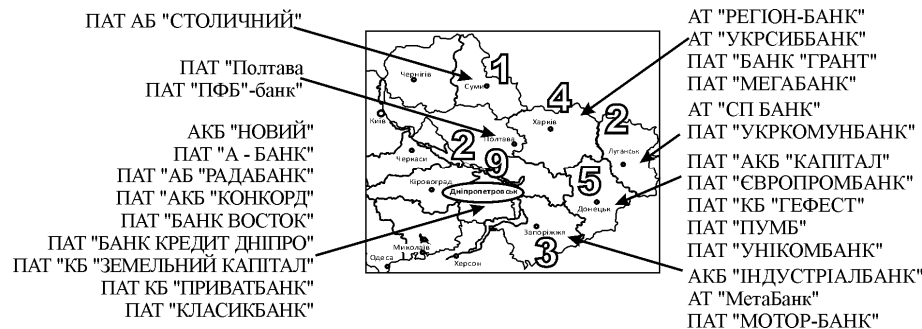 ПАТ АБ "СТОЛИЧНИЙ"
ПАТ "Полтава
ПАТ "ПФБ"-банк"
АКБ "НОВИЙ"
ПАТ "А - БАНК"
ПАТ "АБ "РАДАБАНК"
ПАТ "АКБ "КОНКОРД"
ПАТ "БАНК ВОСТОК"
ПАТ "БАНК КРЕДИТ ДНІПРО"
ПАТ "КБ "ЗЕМЕЛЬНИЙ КАПІТАЛ"
ПАТ КБ "ПРИВАТБАНК"
ПАТ "КЛАСИКБАНК"
Чернігів
Суми
1
Київ
4
Харків
2
Полтава
2
Луганськ
Черкаси
9
Кіровоград
Дніпропетровськ
5
Донецьк
Запоріжжя
3
Миколаїв
Одеса
Херсон
АТ "РЕГІОН-БАНК"
АТ "УКРСИББАНК"
ПАТ "БАНК "ГРАНТ"
ПАТ "МЕГАБАНК"
АТ "СП БАНК"
ПАТ "УКРКОМУНБАНК"
ПАТ "АКБ "КАПІТАЛ"
ПАТ "ЄВРОПРОМБАНК"
ПАТ "КБ "ГЕФЕСТ"
ПАТ "ПУМБ"
ПАТ "УНІКОМБАНК"
АКБ "ІНДУСТРІАЛБАНК"
АТ "МетаБанк"
ПАТ "МОТОР-БАНК"